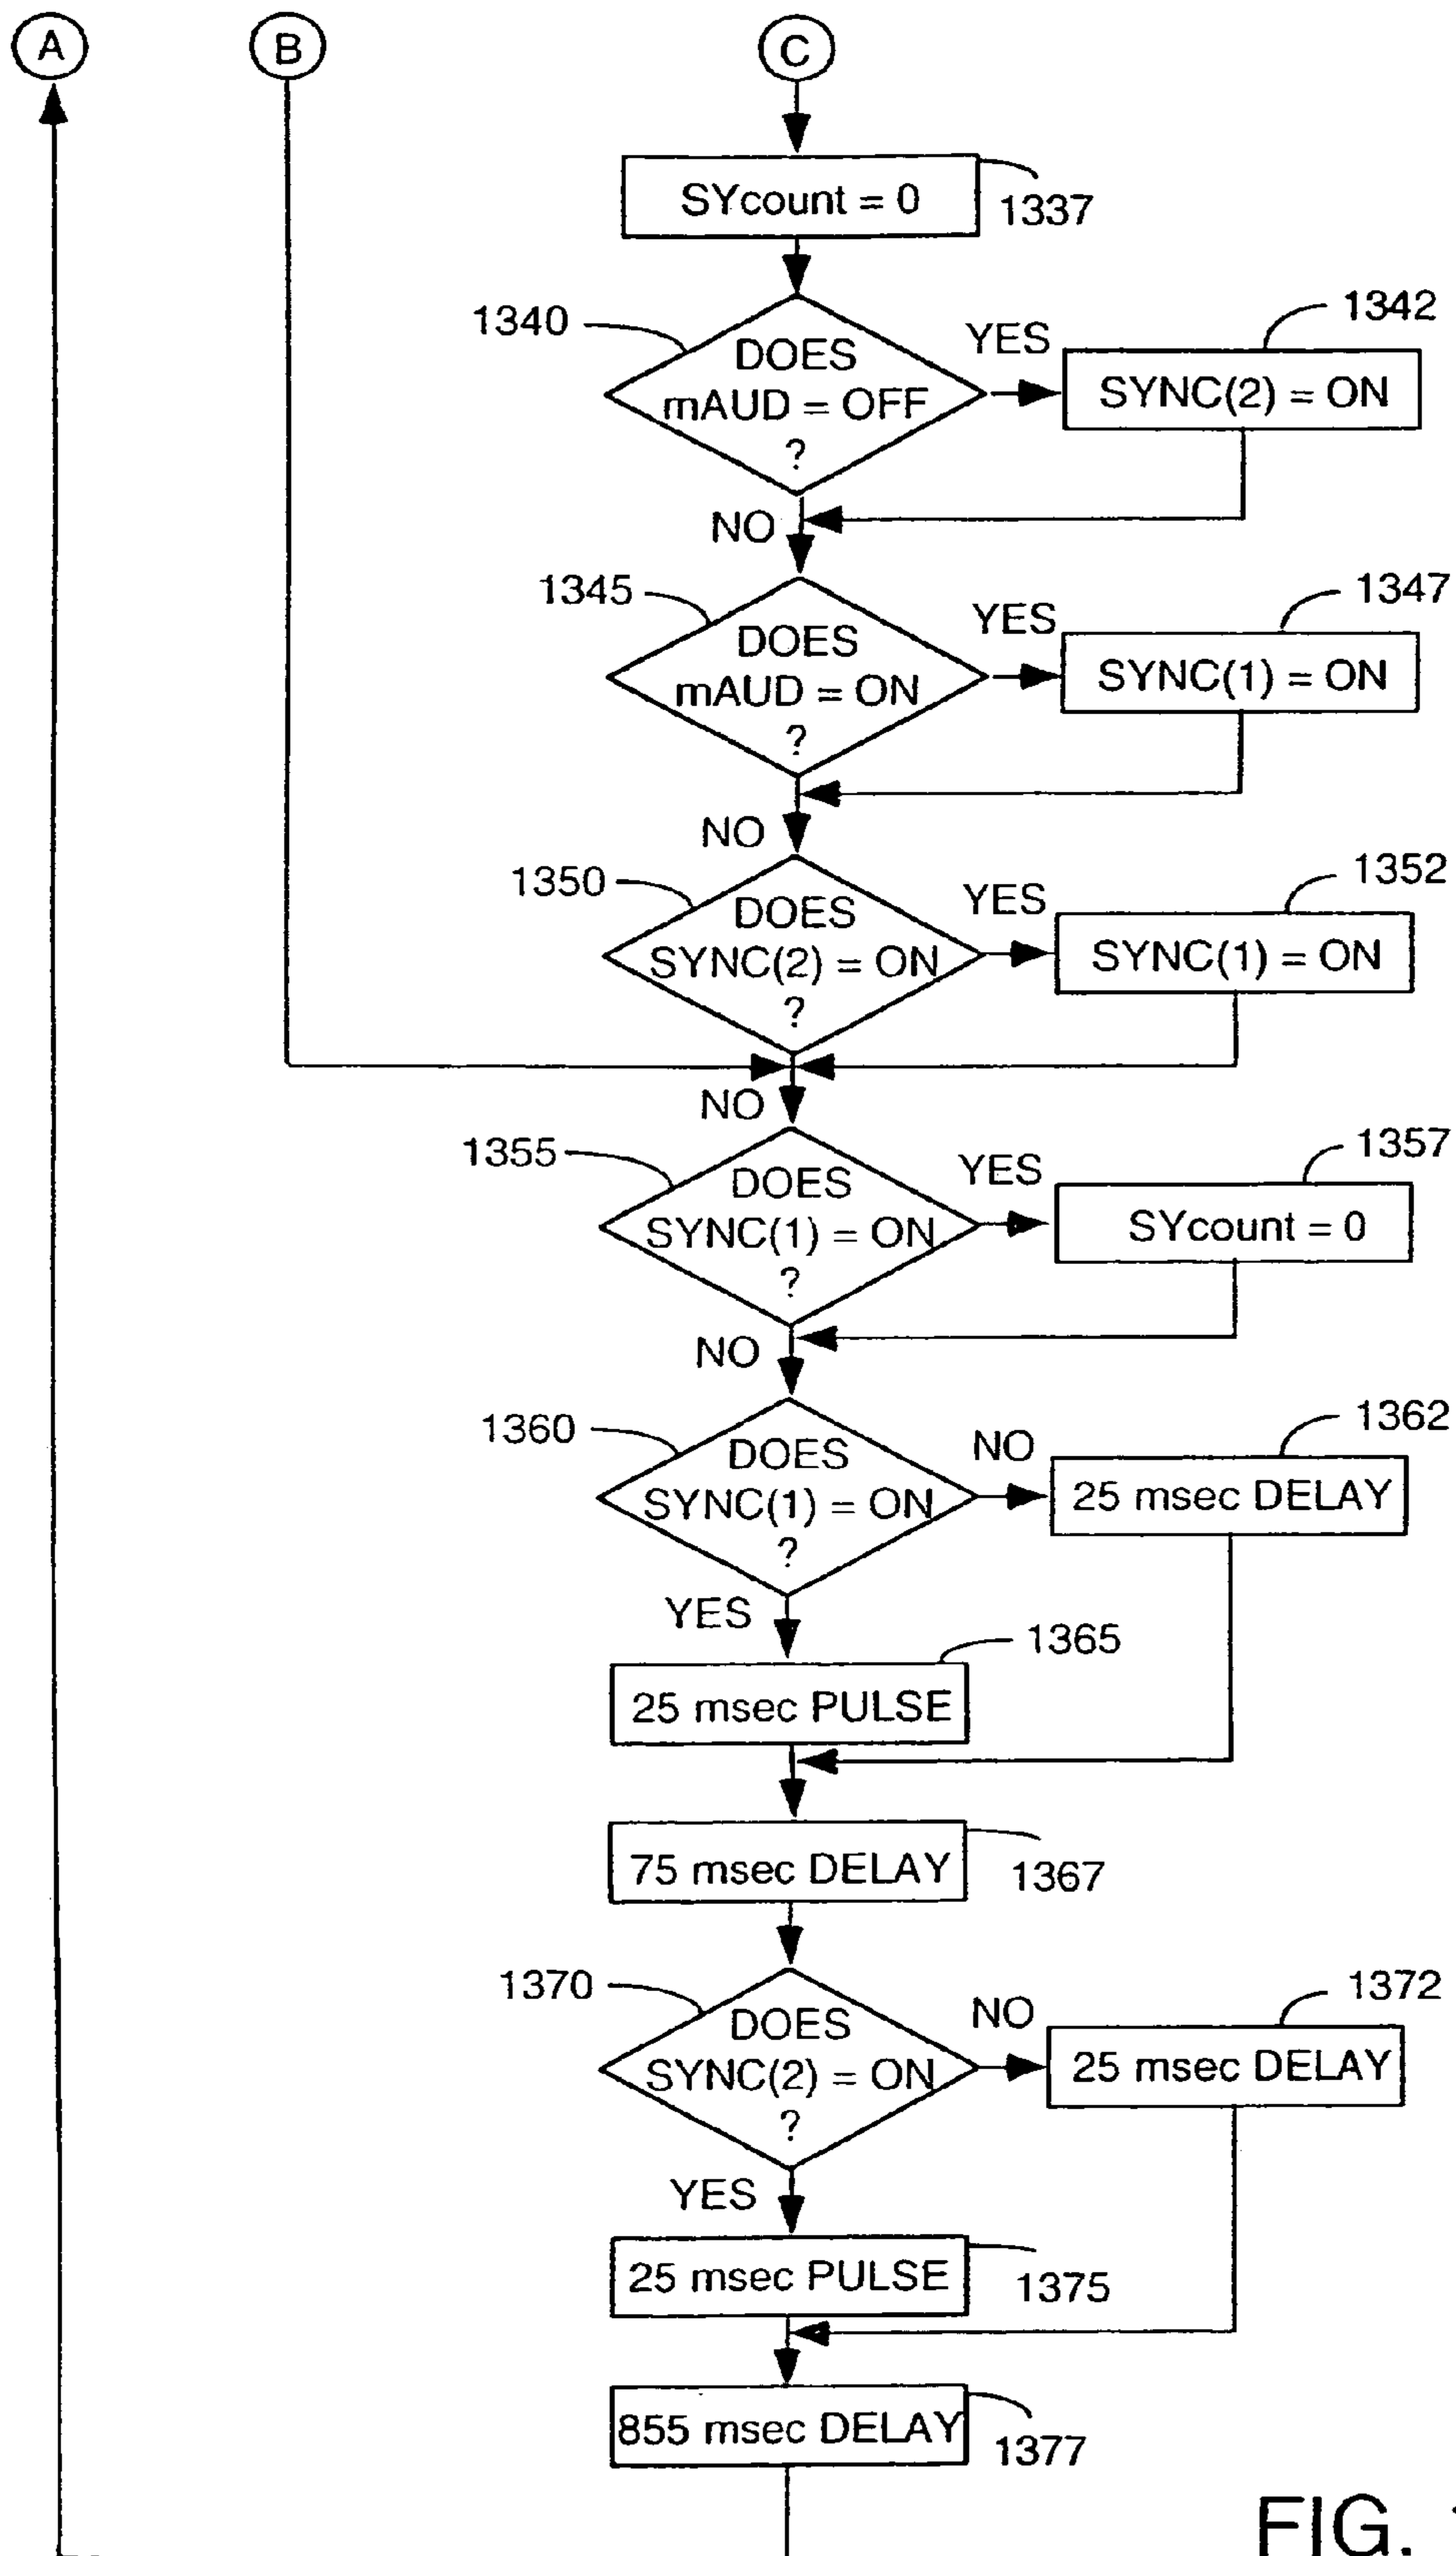 A
B
C
SYcount = 0
1337
1340
DOES
mAUD = OFF
?
YES
1342
SYNC(2) = ON
NO
1345
DOES
mAUD = ON
?
YES
1347
SYNC(1) = ON
NO
1350
DOES
SYNC(2) = ON
?
YES
1352
SYNC(1) = ON
NO
1355
DOES
SYNC(1) = ON
?
YES
1357
SYcount = 0
NO
1360
DOES
SYNC(1) = ON
?
NO
1362
25 msec DELAY
YES
1365
25 msec PULSE
75 msec DELAY
1367
1370
DOES
SYNC(2) = ON
?
NO
1372
25 msec DELAY
YES
25 msec PULSE
1375
855 msec DELAY
1377
FIG.